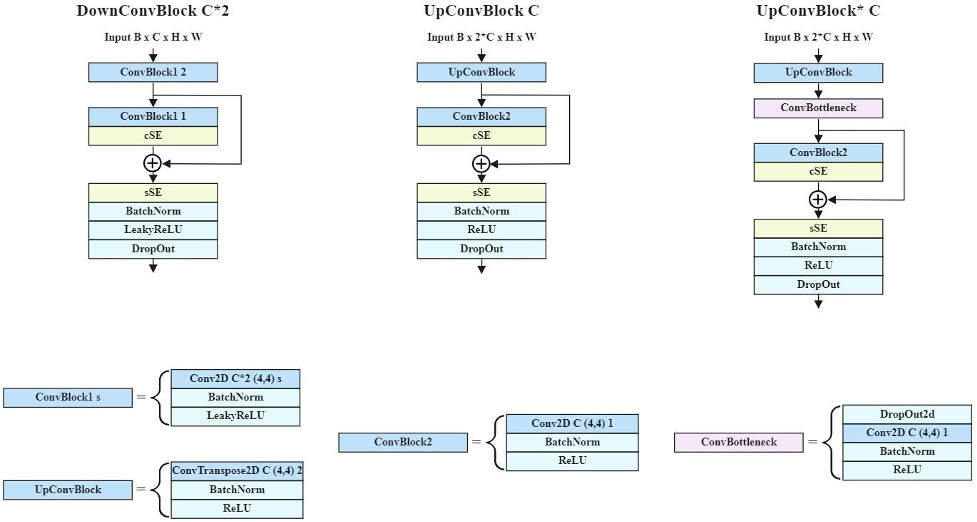 DownConvBlock C*2
Input B x C x H x W
ConvBlock1 2
ConvBlock1 1
cSE
+
sSE
BatchNorm
LeakyReLU
DropOut
UpConvBlock C
Input B x 2*C x H x W
UpConvBlock
ConvBlock2
cSE
+
sSE
BatchNorm
ReLU
DropOut
UpConvBlock* C
Input B x 2*C x H x W
UpConvBlock
ConvBottleneck
ConvBlock2
cSE
+
sSE
BatchNorm
ReLU
DropOut
ConvBlock1 s
=
Conv2D C*2 (4,4) s
BatchNorm
LeakyReLU
UpConvBlock
=
ConvTranspose2D C (4,4) 2
BatchNorm
ReLU
ConvBlock2
=
Conv2D C (4,4) 1
BatchNorm
ReLU
ConvBottleneck
=
DropOut2d
Conv2D C (4,4) 1
BatchNorm
ReLU